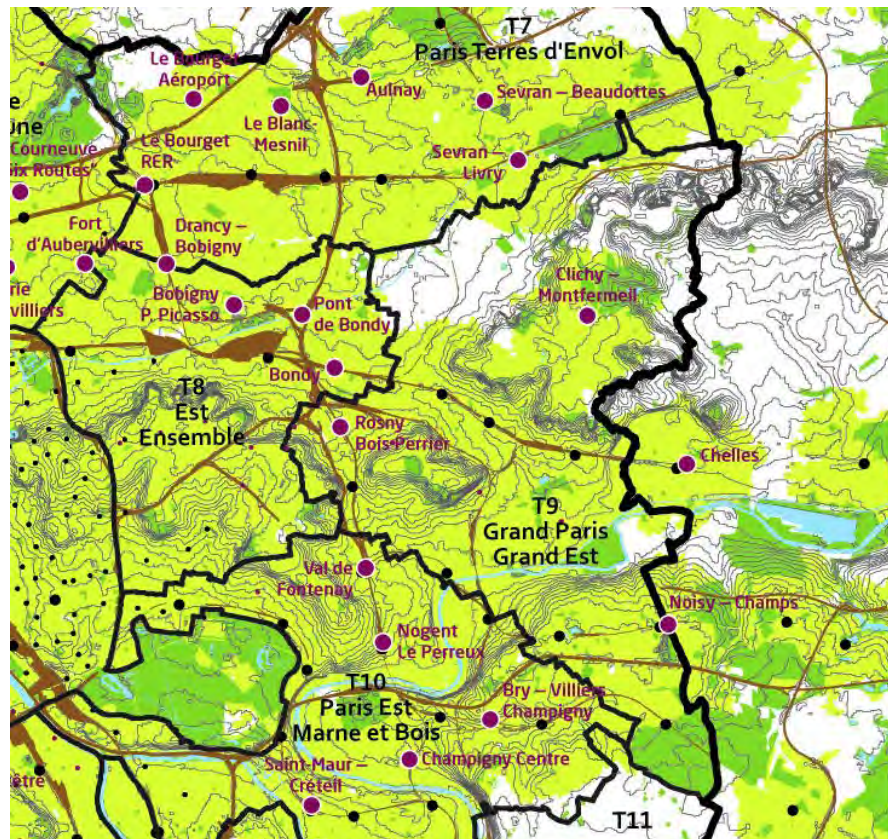 T7
Paris Terres d'Envol
Le Bourget
Aéroport
Aulnay
Sevran – Beaudottes
Le Blanc-
Mesnil
Courneuve
Le Bourget
RER
Sevran –
Livry
Fort
d'Aubervilliers
Drancy –
Bobigny
Clichy –
Montfermeil
Bobigny
P. Picasso
Pont
de Bondy
Bondy
T8
Est
Ensemble
Rosny
Bois-Perrier
Chelles
T9
Grand Paris
Grand Est
Val de
Fontenay
Noisy – Champs
Nogent
Le Perreux
T10
Paris Est
Marne et Bois
Bry – Villiers
Champigny
Champigny Centre
Saint-Maur –
Créteil
T11